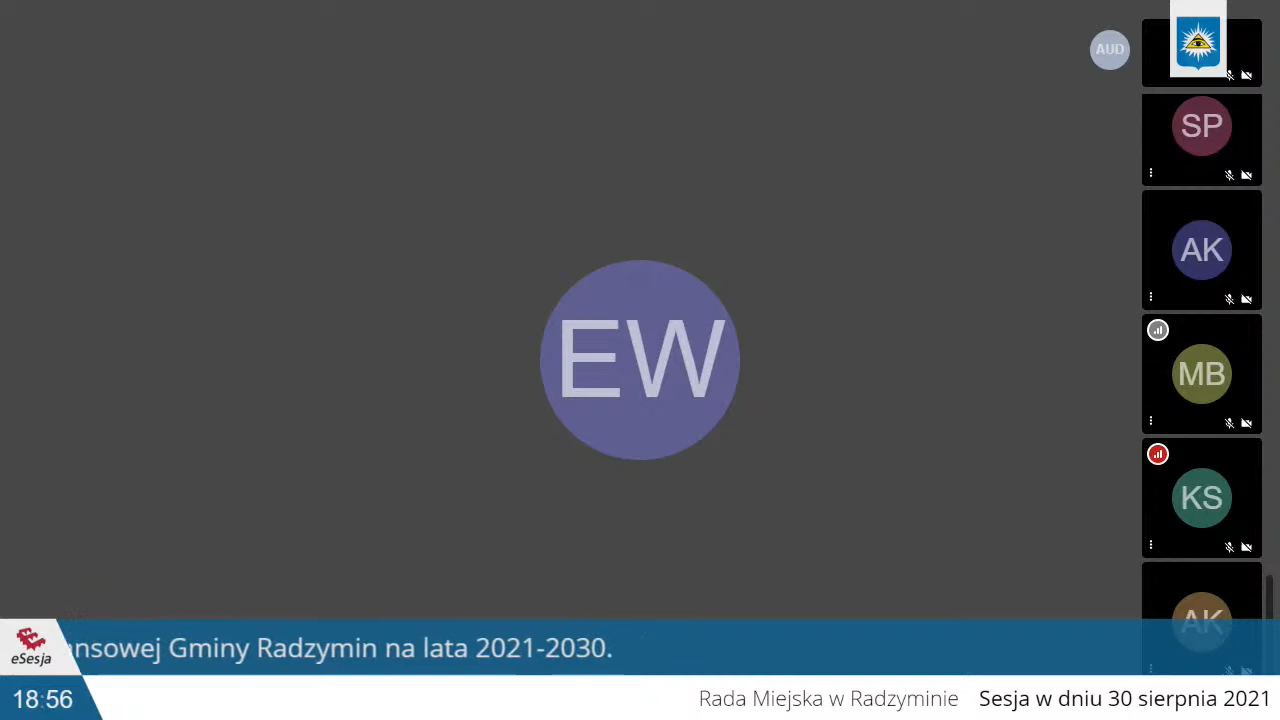 AUD
SP
AK
MB
EW
KS
AK
ansowej Gminy Radzymin na lata 2021-2030.
eSesja
18:56
Rada Miejska w Radzyminie Sesja w dniu 30 sierpnia 2021